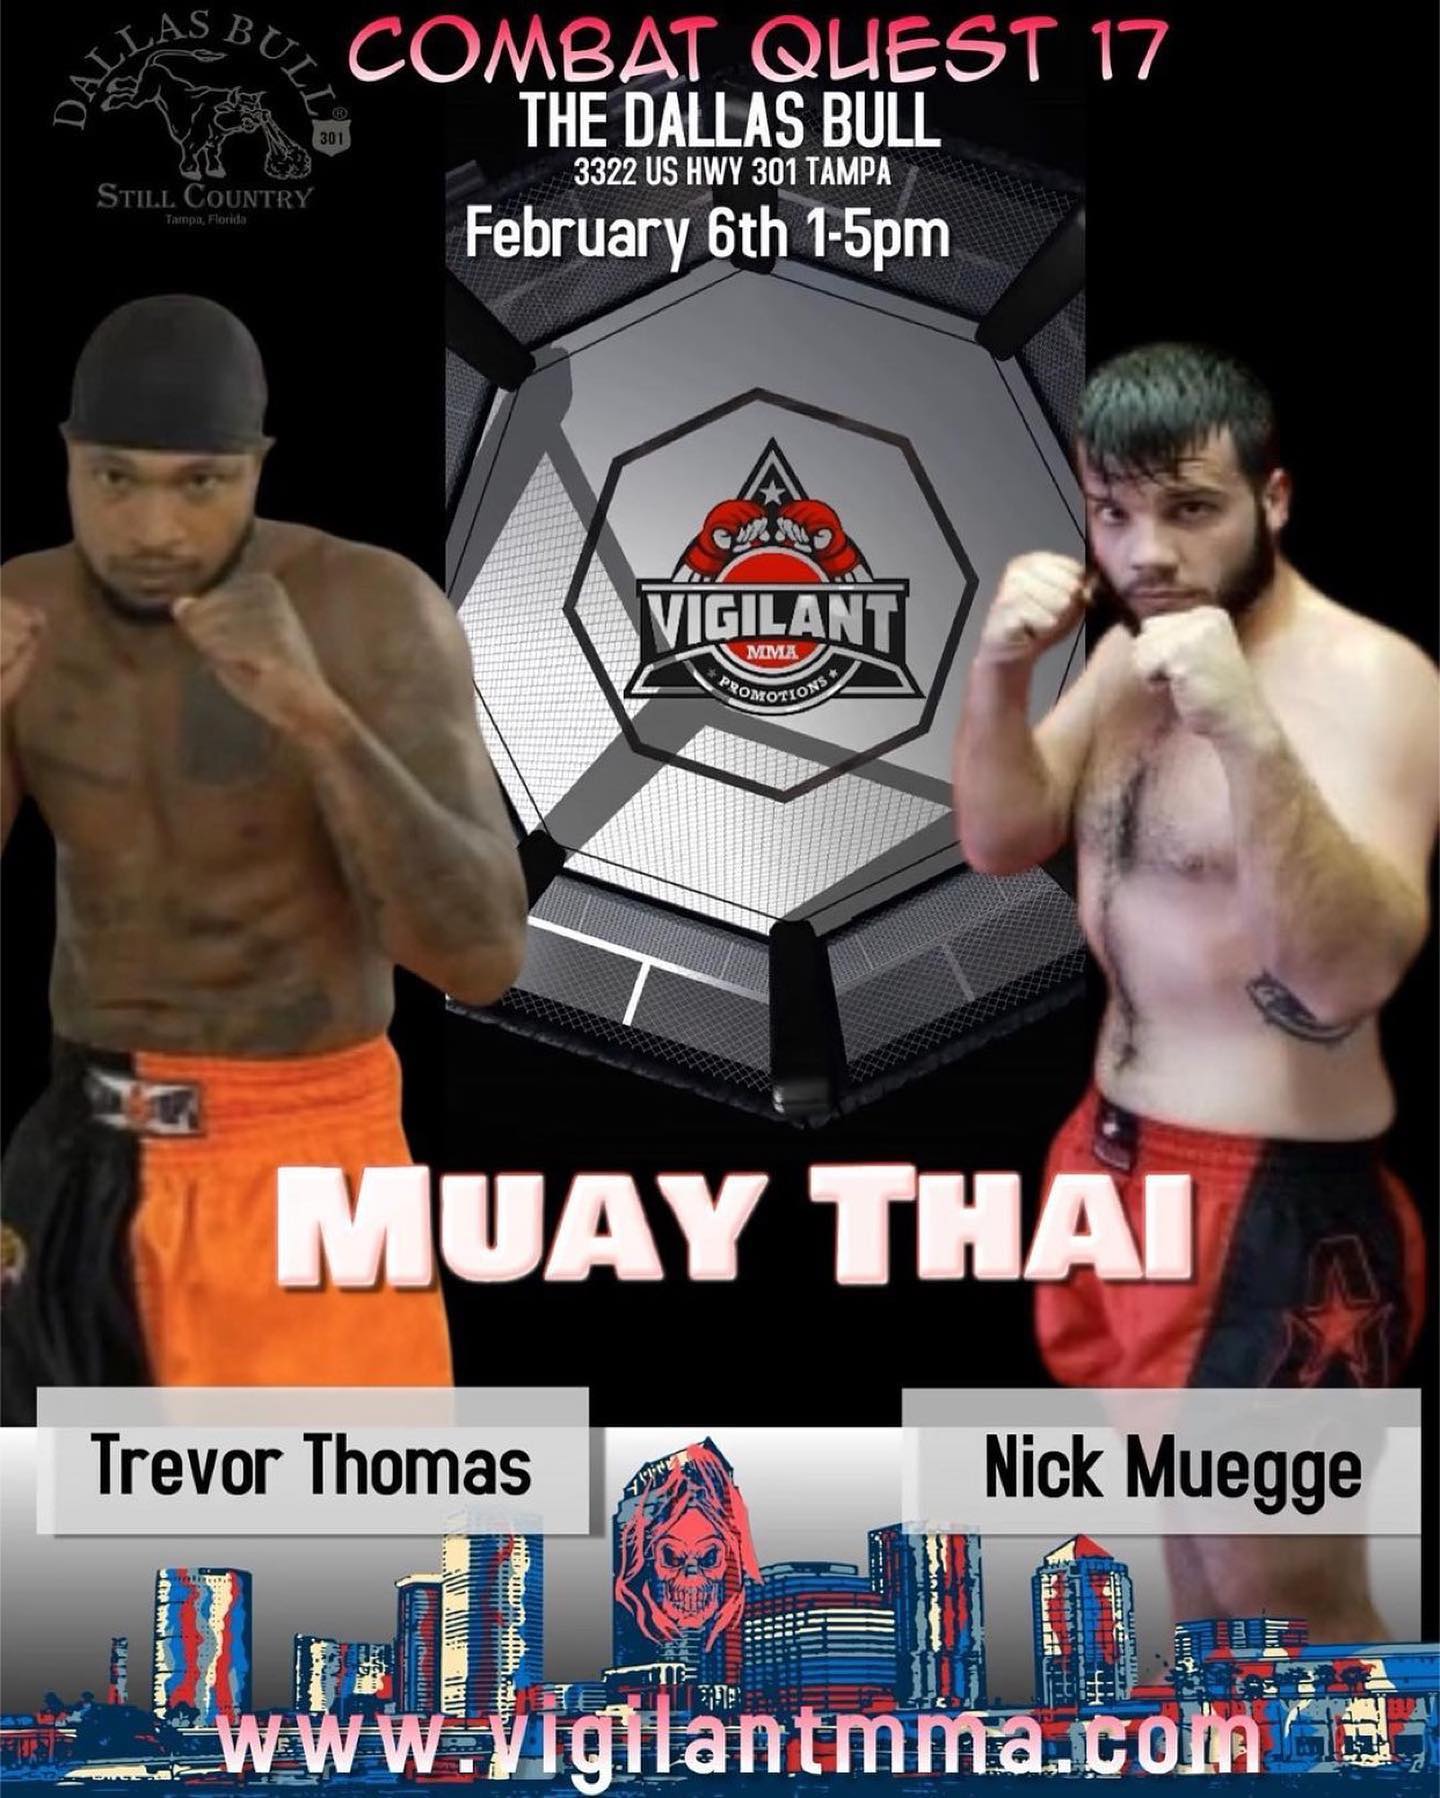 DALLAS BULL®
301
STILL COUNTRY
Tampa, Florida
COMBAT QUEST 17
THE DALLAS BULL
3322 US HWY 301 TAMPA
February 6th 1-5pm
VIGILANT
MMA
PROMOTIONS
MUAY THAI
Trevor Thomas
Nick Muegge
www.vigilantmma.com